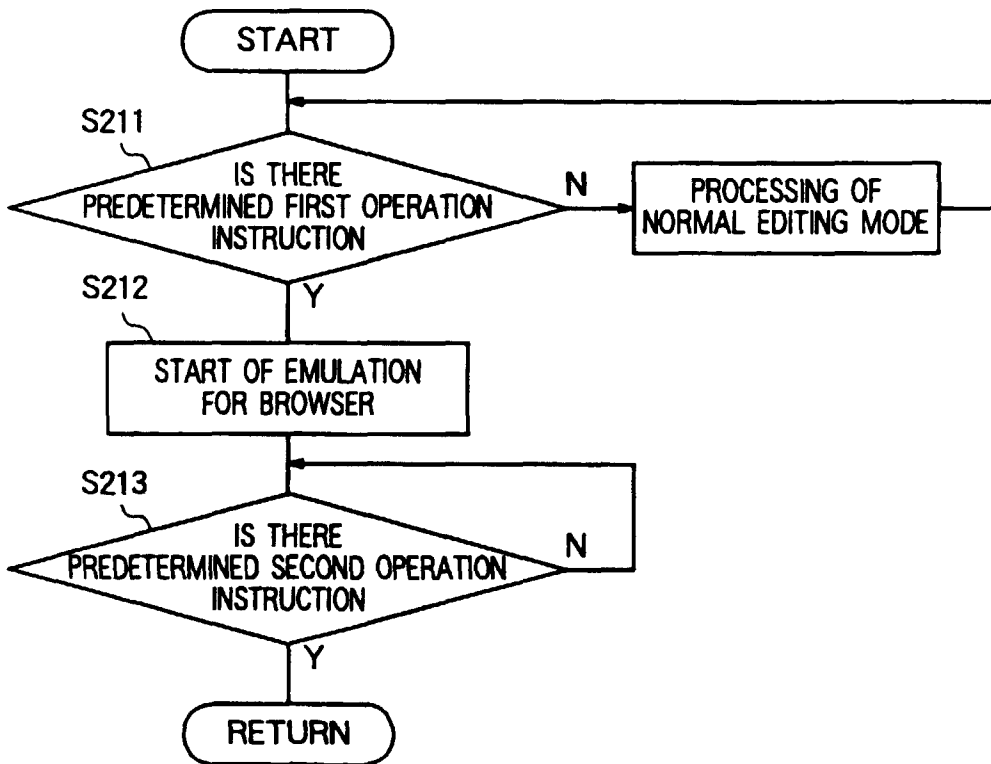 START
S211
IS THERE
PREDETERMINED FIRST OPERATION
INSTRUCTION
N
PROCESSING OF
NORMAL EDITING MODE
Y
S212
START OF EMULATION
FOR BROWSER
S213
IS THERE
PREDETERMINED SECOND OPERATION
INSTRUCTION
N
Y
RETURN